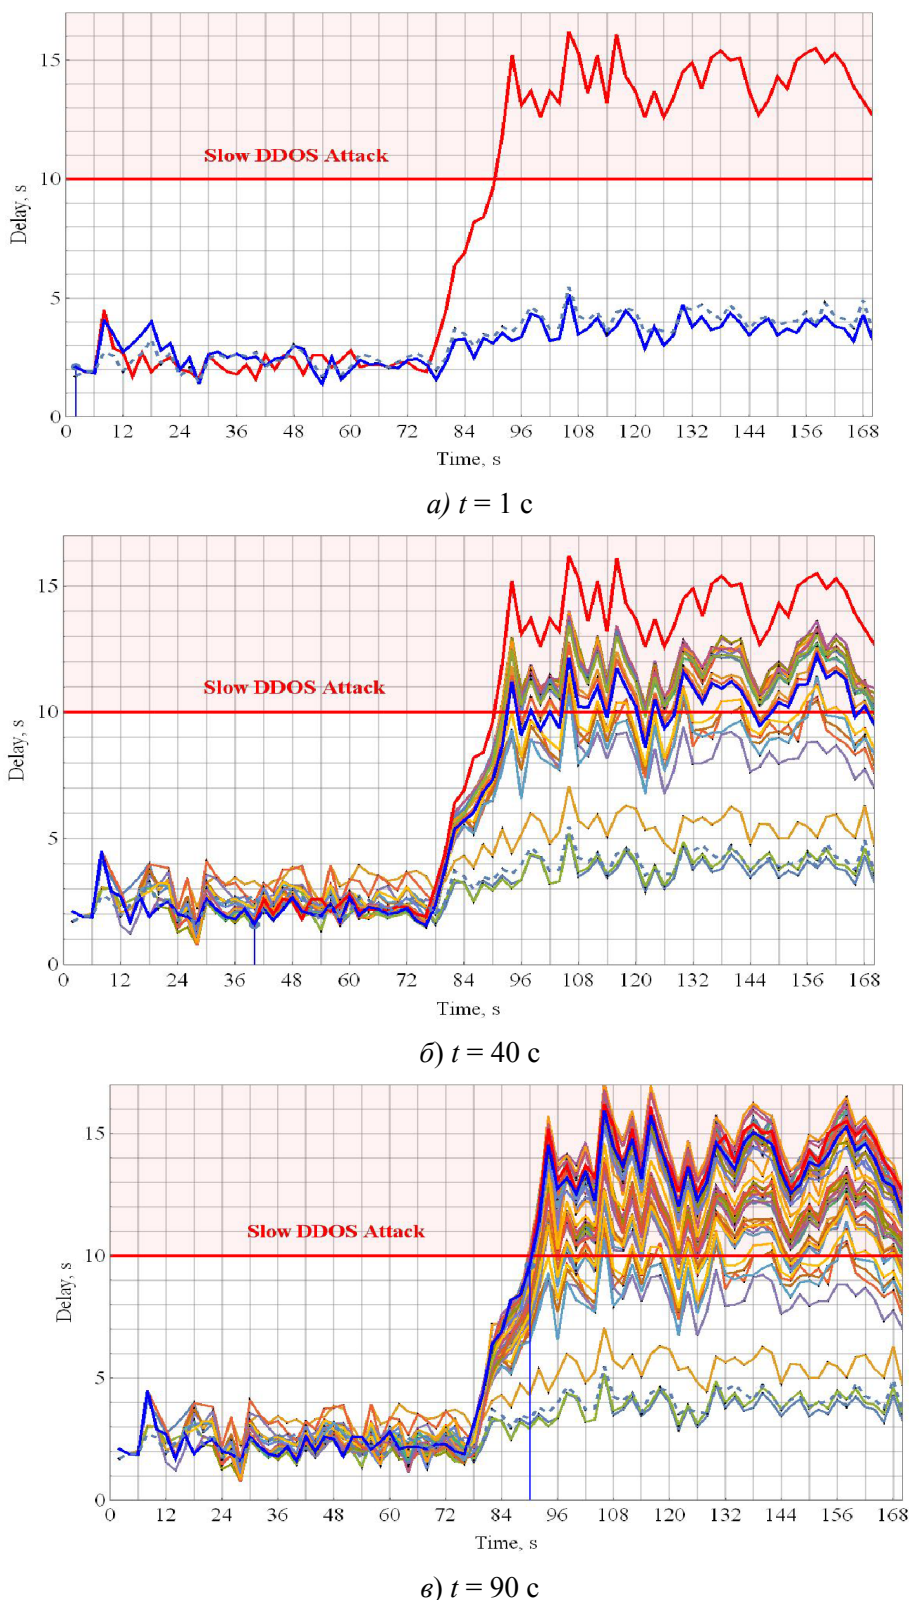 15
Slow DDOS Attack
10
Delay, s
5
0
0 12 24 36 48 60 72 84 96 108 120 132 144 156 168
Time, s
а) t = 1 с
15
Slow DDOS Attack
10
Delay, s
5
0
0 12 24 36 48 60 72 84 96 108 120 132 144 156 168
Time, s
б) t = 40 с
15
Slow DDOS Attack
10
Delay, s
5
0
0 12 24 36 48 60 72 84 96 108 120 132 144 156 168
Time, s
в) t = 90 с